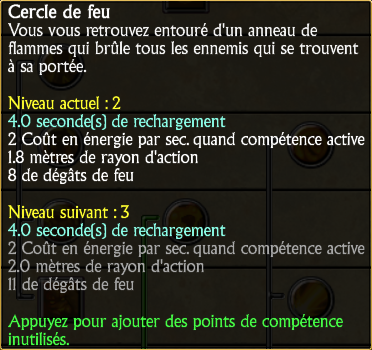 Cercle de feu
Vous vous retrouvez entouré d'un anneau de
flammes qui brûle tous les ennemis qui se trouvent
à sa portée.
Niveau actuel : 2
4.0 seconde(s) de rechargement
2 Coût en énergie par sec. quand compétence active
1.8 mètres de rayon d'action
8 de dégâts de feu
Niveau suivant : 3
4.0 seconde(s) de rechargement
2 Coût en énergie par sec. quand compétence active
2.0 mètres de rayon d'action
11 de dégâts de feu
Appuyez pour ajouter des points de compétence
inutilisés.